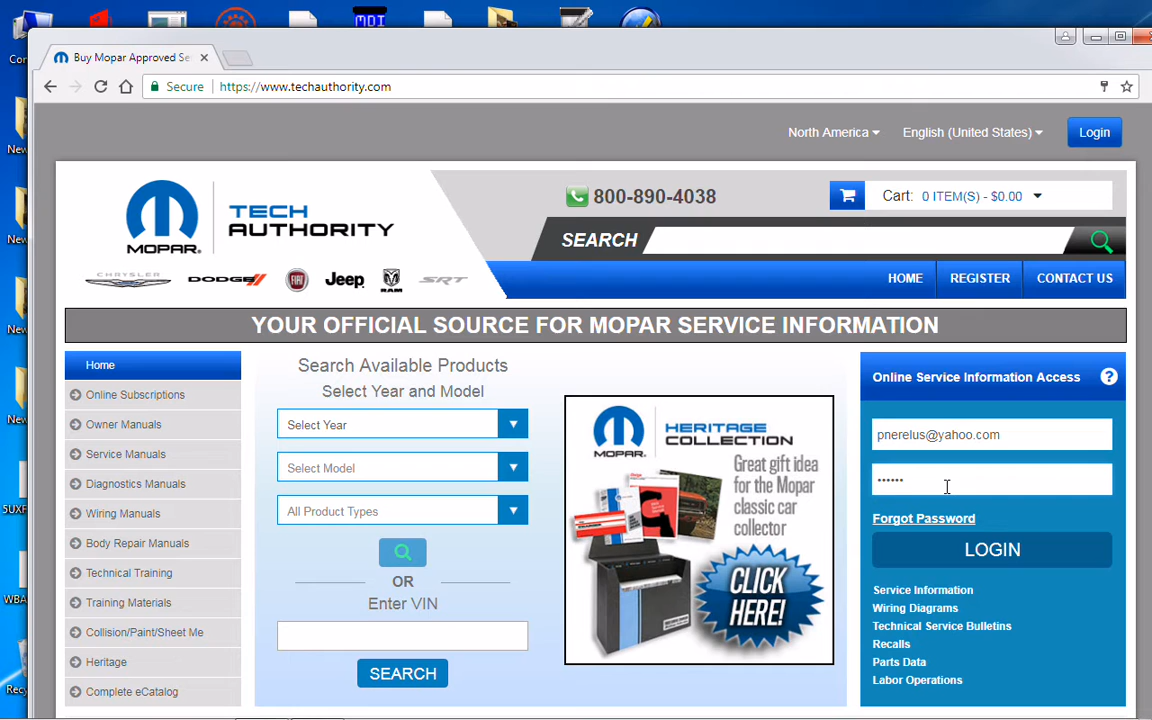 MDI
Con
Buy Mopar Approved Se
Secure
https://www.techauthority.com
New
North America
English (United States)
Login
MOPAR.
TECH
AUTHORITY
800-890-4038
Cart: 0 ITEM(S) - $0.00
SEARCH
New
CHRYSLER
DODGE
FIAT
Jeep
RAM
SRT
HOME
REGISTER
CONTACT US
New
YOUR OFFICIAL SOURCE FOR MOPAR SERVICE INFORMATION
Home
Online Subscriptions
Owner Manuals
Service Manuals
Diagnostics Manuals
Wiring Manuals
Body Repair Manuals
Technical Training
Training Materials
Collision/Paint/Sheet Me
Heritage
Complete eCatalog
New
5UXF
WBA
Recy
Search Available Products
Select Year and Model
Select Year
Select Model
All Product Types
OR
Enter VIN
SEARCH
MOPAR.
HERITAGE
COLLECTION
Great gift idea
for the Mopar
classic car
collector
CLICK
HERE!
Online Service Information Access
?
pnerelus@yahoo.com
••••••
Forgot Password
LOGIN
Service Information
Wiring Diagrams
Technical Service Bulletins
Recalls
Parts Data
Labor Operations